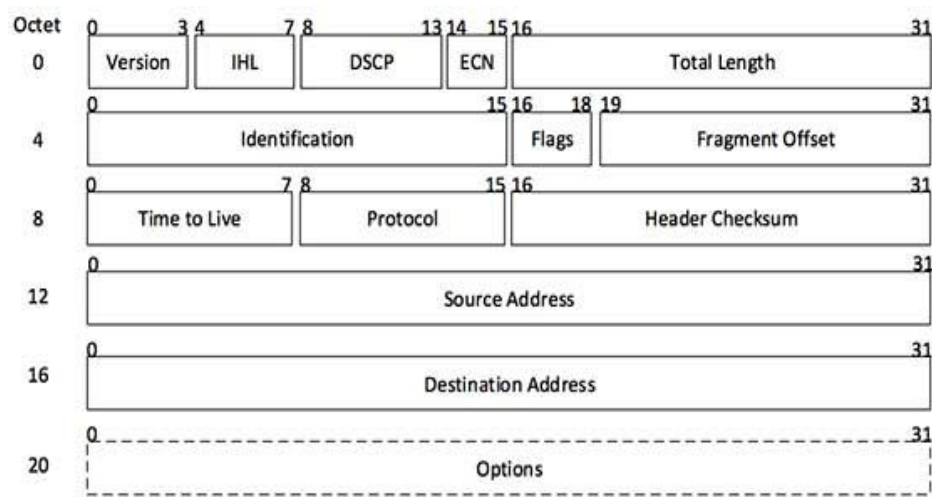 Octet 0 3 4 7 8 13 14 15 16 31
0 Version IHL DSCP ECN Total Length
0 15 16 18 19 31
4 Identification Flags Fragment Offset
0 7 8 15 16 31
8 Time to Live Protocol Header Checksum
0 31
12 Source Address
0 31
16 Destination Address
0 31
20 Options